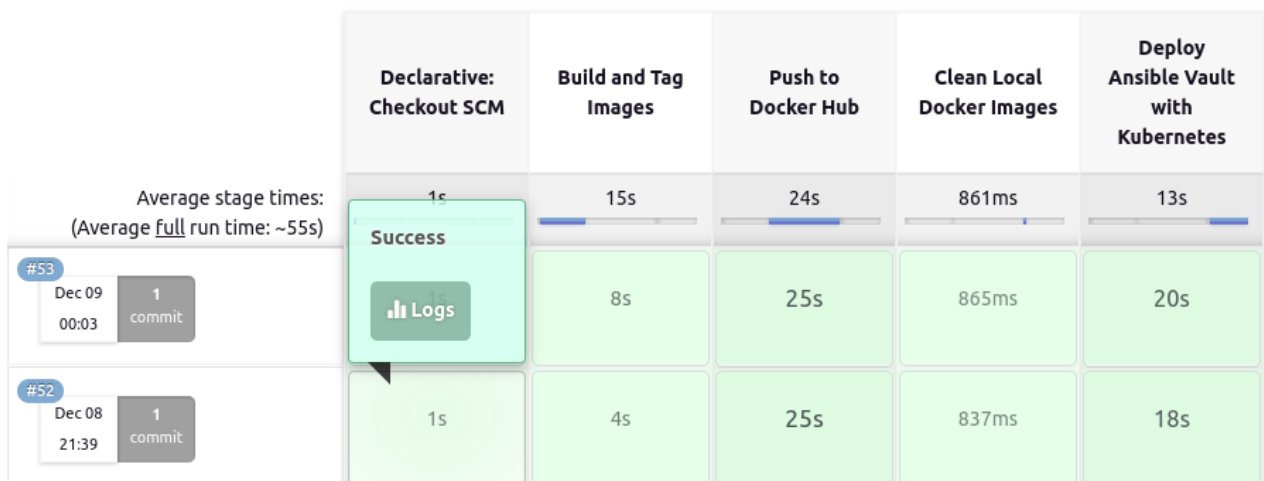 Declarative:
Checkout SCM
Build and Tag
Images
Push to
Docker Hub
Clean Local
Docker Images
Deploy
Ansible Vault
with
Kubernetes
Average stage times:
(Average full run time: ~55s)
1s
15s
24s
861ms
13s
Success
Logs
#53
Dec 09
00:03
1
commit
1s
8s
25s
865ms
20s
#52
Dec 08
21:39
1
commit
1s
4s
25s
837ms
18s